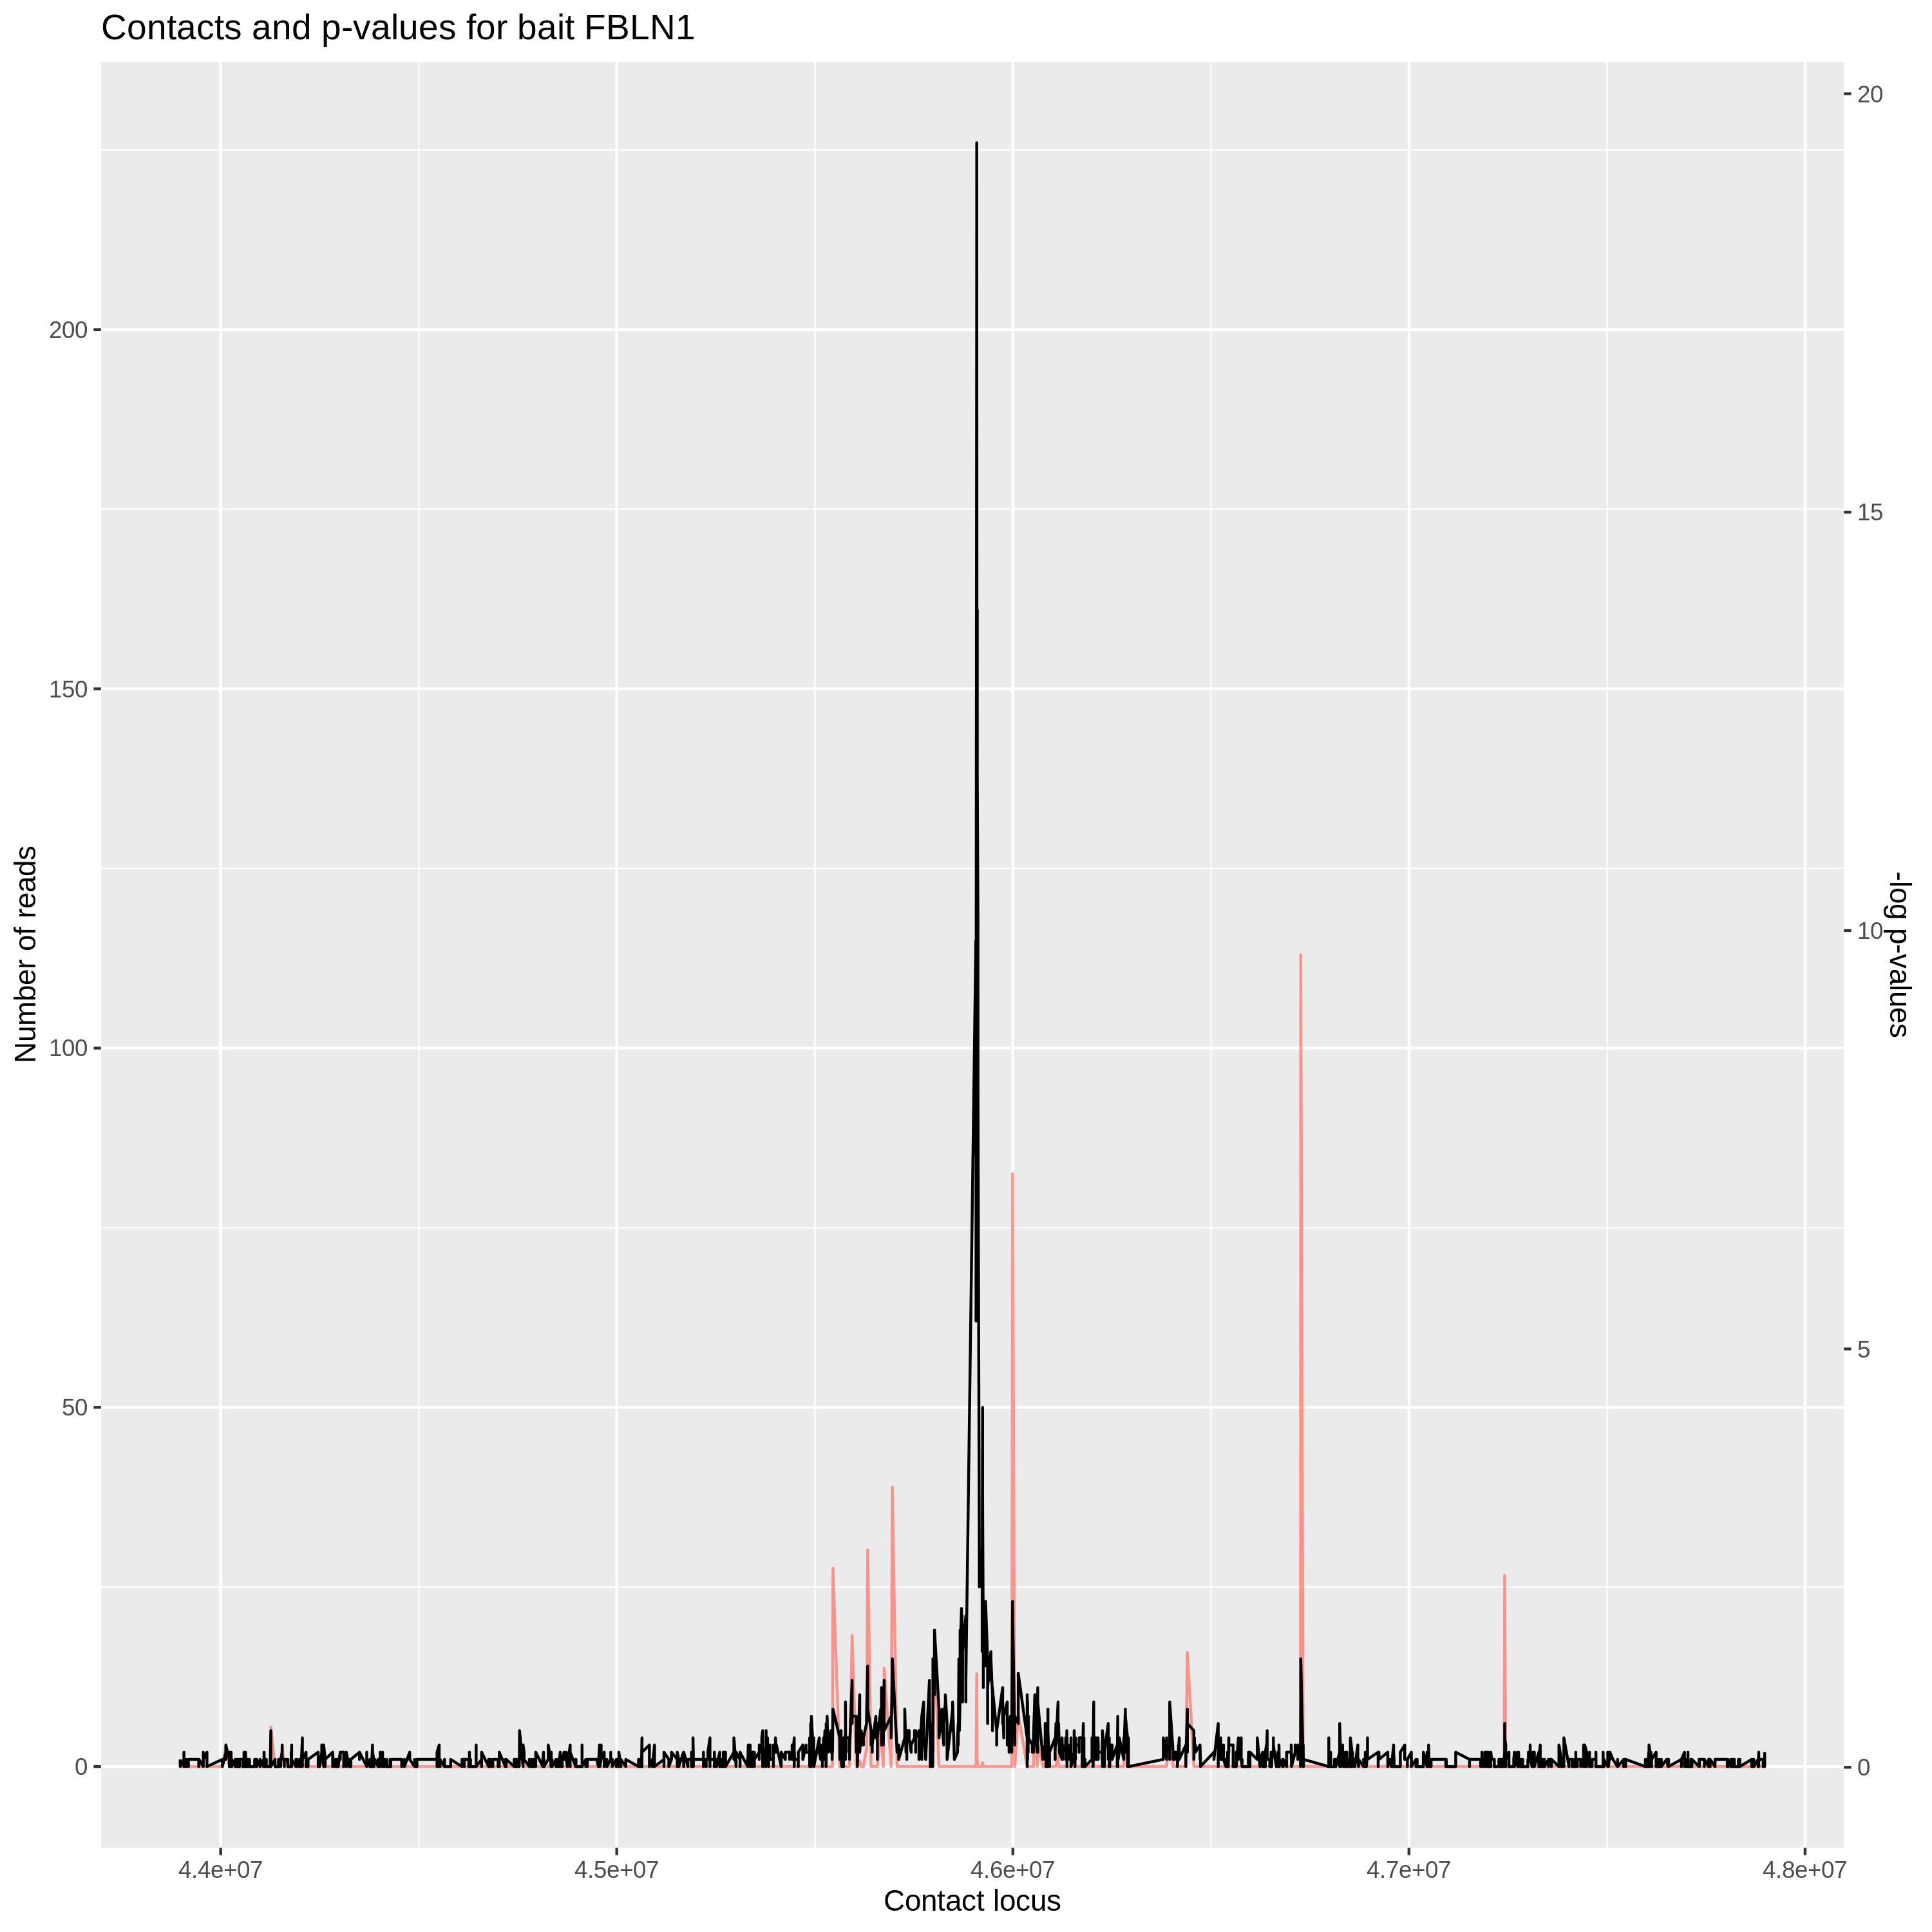 Contacts and p-values for bait FBLN1
Number of reads
200
150
100
50
0
20
15
10
5
0
-log p-values
4.4e+07 4.5e+07 4.6e+07 4.7e+07 4.8e+07
Contact locus